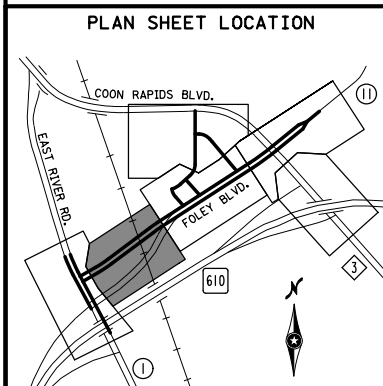 PLAN SHEET LOCATION
COON RAPIDS BLVD.
11
EAST RIVER RD.
FOLEY BLVD.
610
3
N
1